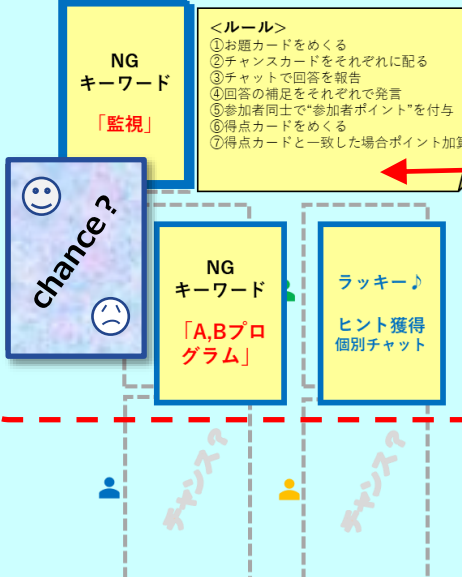 NG
キーワード
「監視」
<ルール>
①お題カードをめくる
②チャンスカードをそれぞれに配る
③チャットで回答を報告
④回答の補足をそれぞれで発言
⑤参加者同士で“参加者ポイント”を付与
⑥得点カードをめくる
⑦得点カードと一致した場合ポイント加算
chance?
NG
キーワード
「A,Bプロ
グラム」
ラッキー♪
ヒント獲得
個別チャット
チャンス?
チャンス?